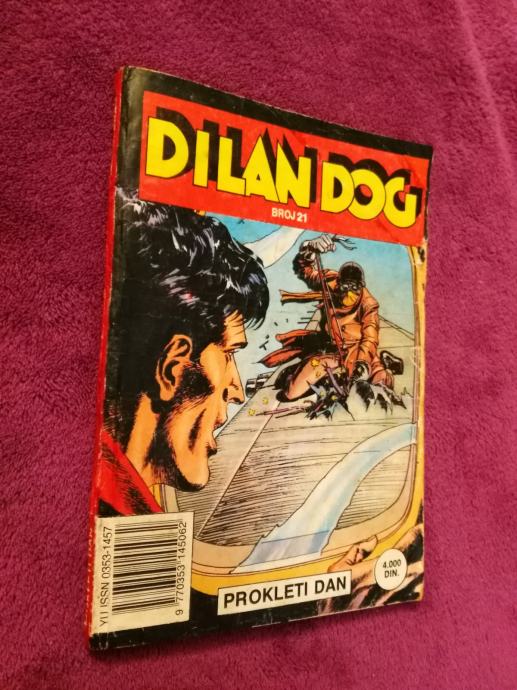 DILAN DOG
BROJ 21
YU ISSN 0353-1457
9 770353 145062
PROKLETI DAN
4.000
DIN.